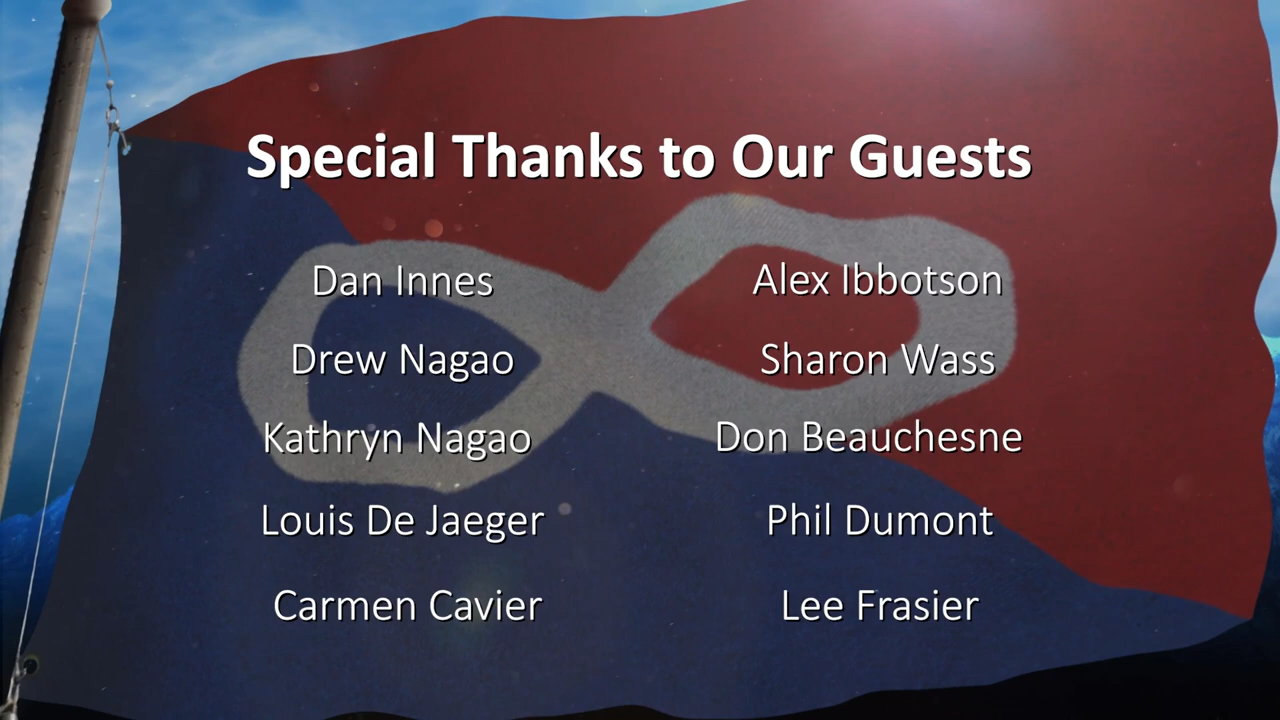 Special Thanks to Our Guests
Dan Innes
Alex Ibbotson
Drew Nagao
Sharon Wass
Kathryn Nagao
Don Beauchesne
Louis De Jaeger
Phil Dumont
Carmen Cavier
Lee Frasier